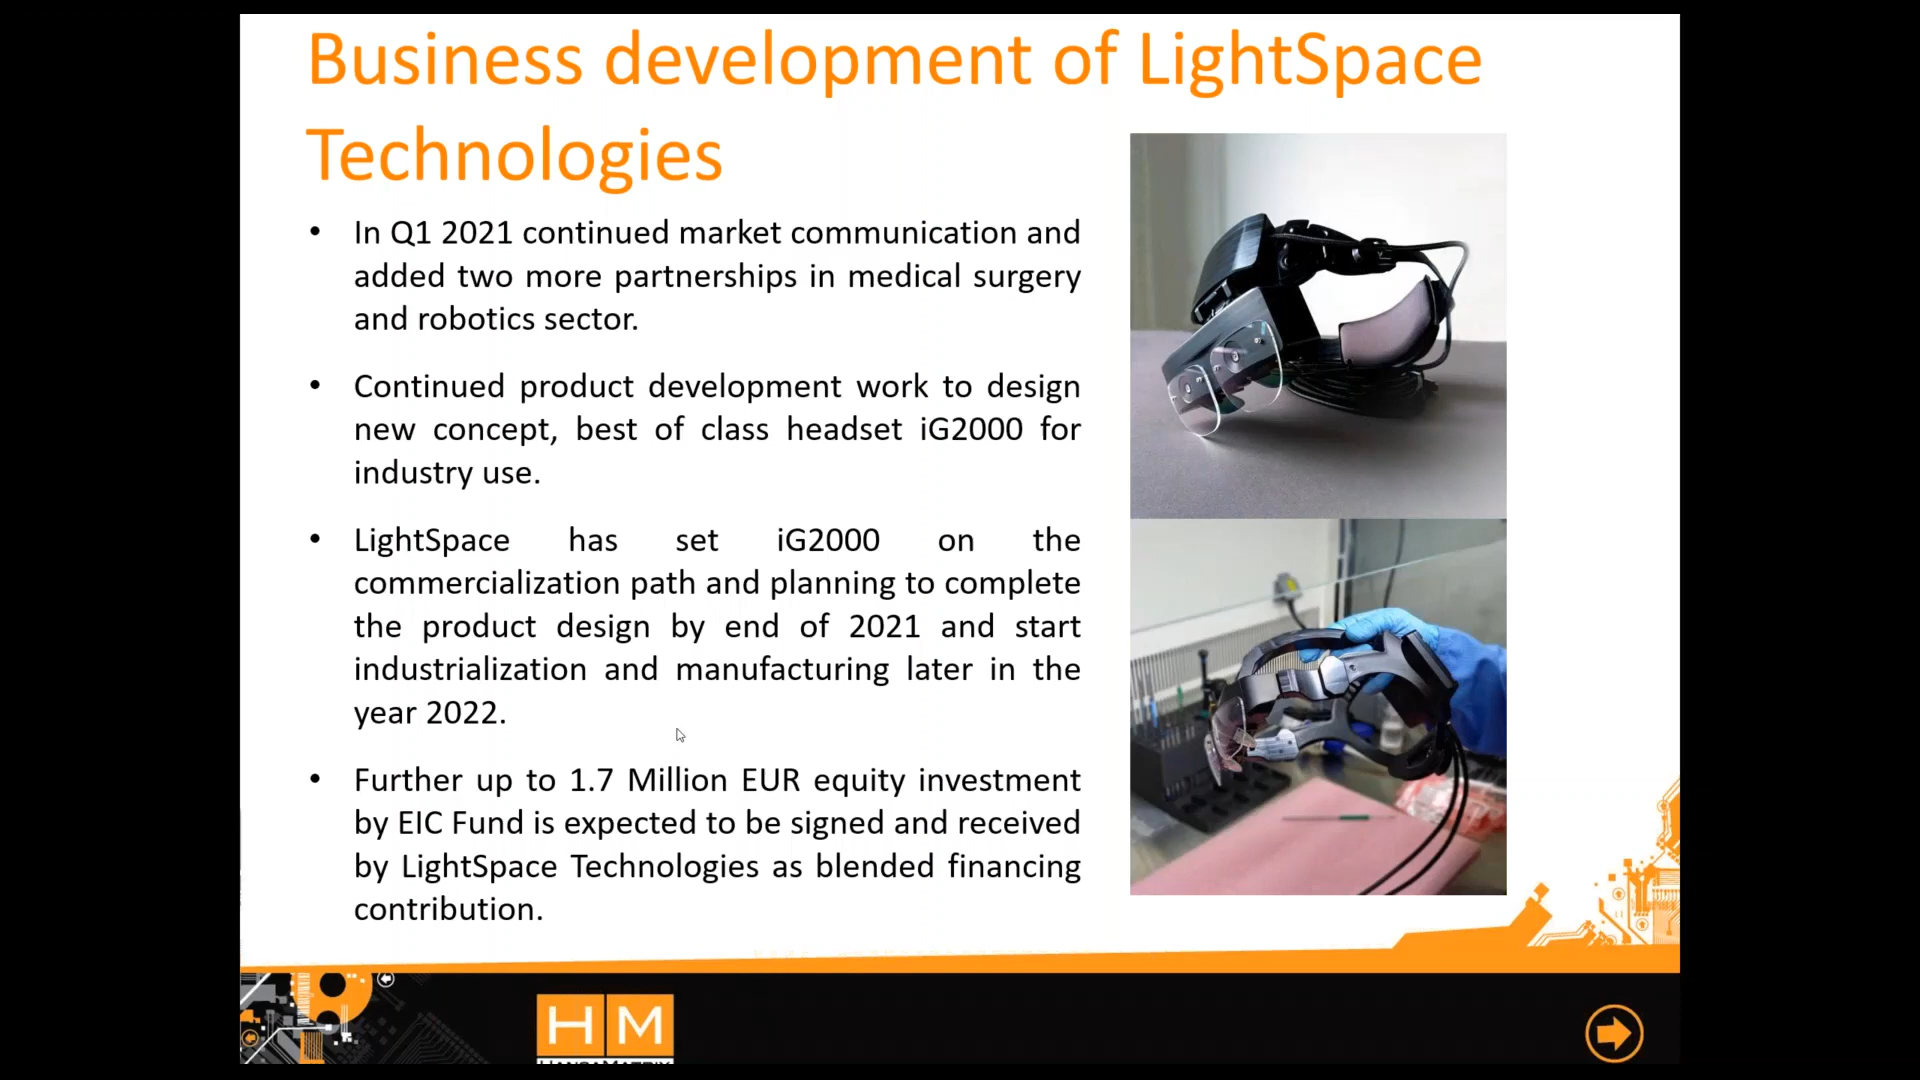 Business development of LightSpace
Technologies
• In Q1 2021 continued market communication and
added two more partnerships in medical surgery
and robotics sector.
• Continued product development work to design
new concept, best of class headset iG2000 for
industry use.
• LightSpace has set iG2000 on the
commercialization path and planning to complete
the product design by end of 2021 and start
industrialization and manufacturing later in the
year 2022.
• Further up to 1.7 Million EUR equity investment
by EIC Fund is expected to be signed and received
by LightSpace Technologies as blended financing
contribution.
HM
HANSAMATRIX